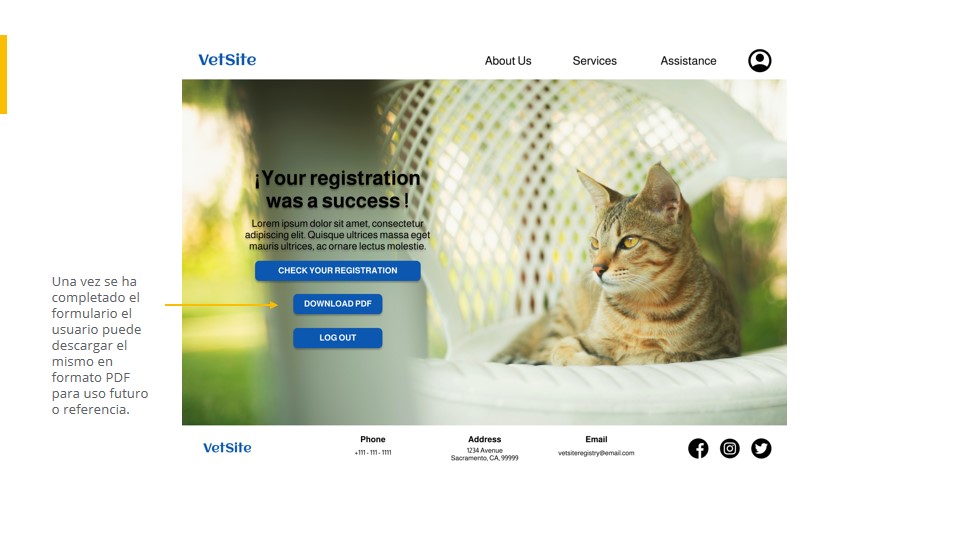 VetSite
About Us
Services
Assistance
¡Your registration
was a success !
Lorem ipsum dolor sit amet, consectetur
adipiscing elit. Quisque ultrices massa eget
mauris ultrices, ac ornare lectus molestie.
CHECK YOUR REGISTRATION
DOWNLOAD PDF
LOG OUT
Una vez se ha
completado el
formulario el
usuario puede
descargar el
mismo en
formato PDF
para uso futuro
o referencia.
VetSite
Phone
+111 - 111 - 1111
Address
1234 Avenue
Sacramento, CA, 99999
Email
vetsiteregistry@email.com